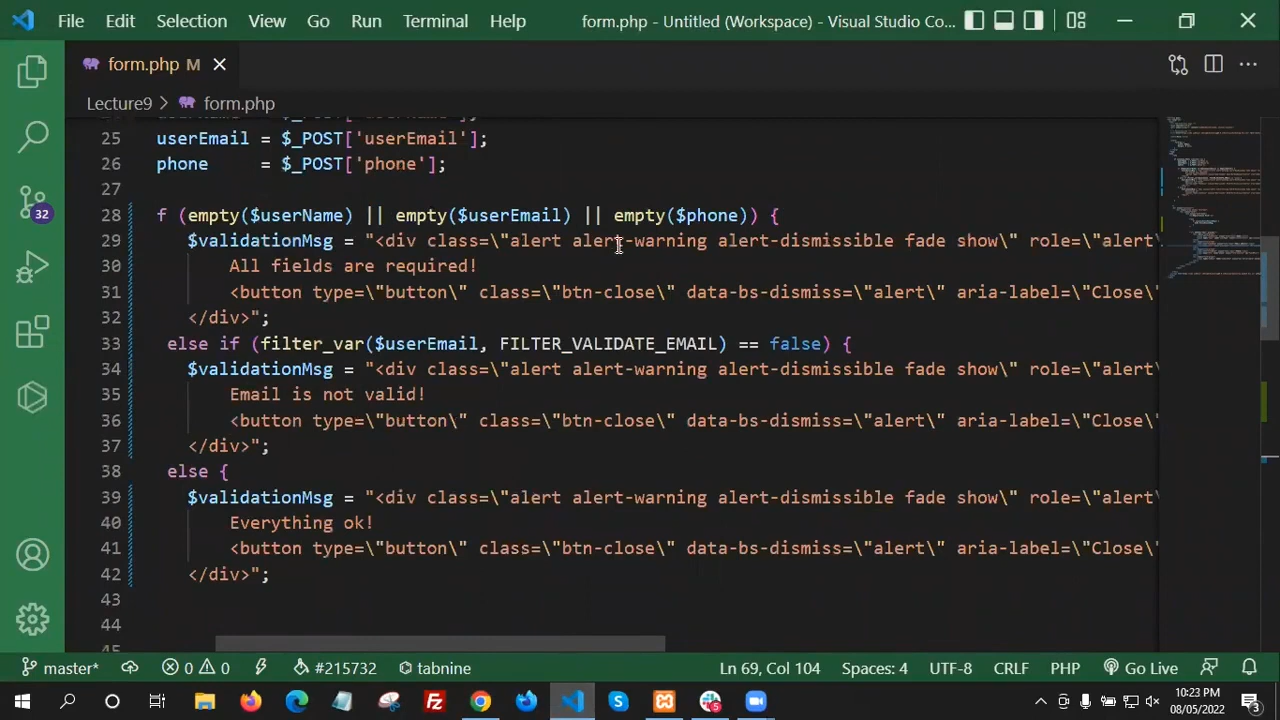 File Edit Selection View Go Run Terminal Help form.php - Untitled (Workspace) - Visual Studio Co...
form.php M
Lecture9 > form.php
25 userEmail = $_POST['userEmail'];
26 phone     = $_POST['phone'];
27
28 f (empty($userName) || empty($userEmail) || empty($phone)) {
29    $validationMsg = "<div class=\"alert alert-warning alert-dismissible fade show\" role=\"alert\
30        All fields are required!
31        <button type=\"button\" class=\"btn-close\" data-bs-dismiss=\"alert\" aria-label=\"Close\
32    </div>";
33  else if (filter_var($userEmail, FILTER_VALIDATE_EMAIL) == false) {
34    $validationMsg = "<div class=\"alert alert-warning alert-dismissible fade show\" role=\"alert\
35        Email is not valid!
36        <button type=\"button\" class=\"btn-close\" data-bs-dismiss=\"alert\" aria-label=\"Close\
37    </div>";
38  else {
39    $validationMsg = "<div class=\"alert alert-warning alert-dismissible fade show\" role=\"alert\
40        Everything ok!
41        <button type=\"button\" class=\"btn-close\" data-bs-dismiss=\"alert\" aria-label=\"Close\
42    </div>";
43
44
32
master* 0 0 #215732 tabnine Ln 69, Col 104 Spaces: 4 UTF-8 CRLF PHP Go Live
10:23 PM
08/05/2022
5
3